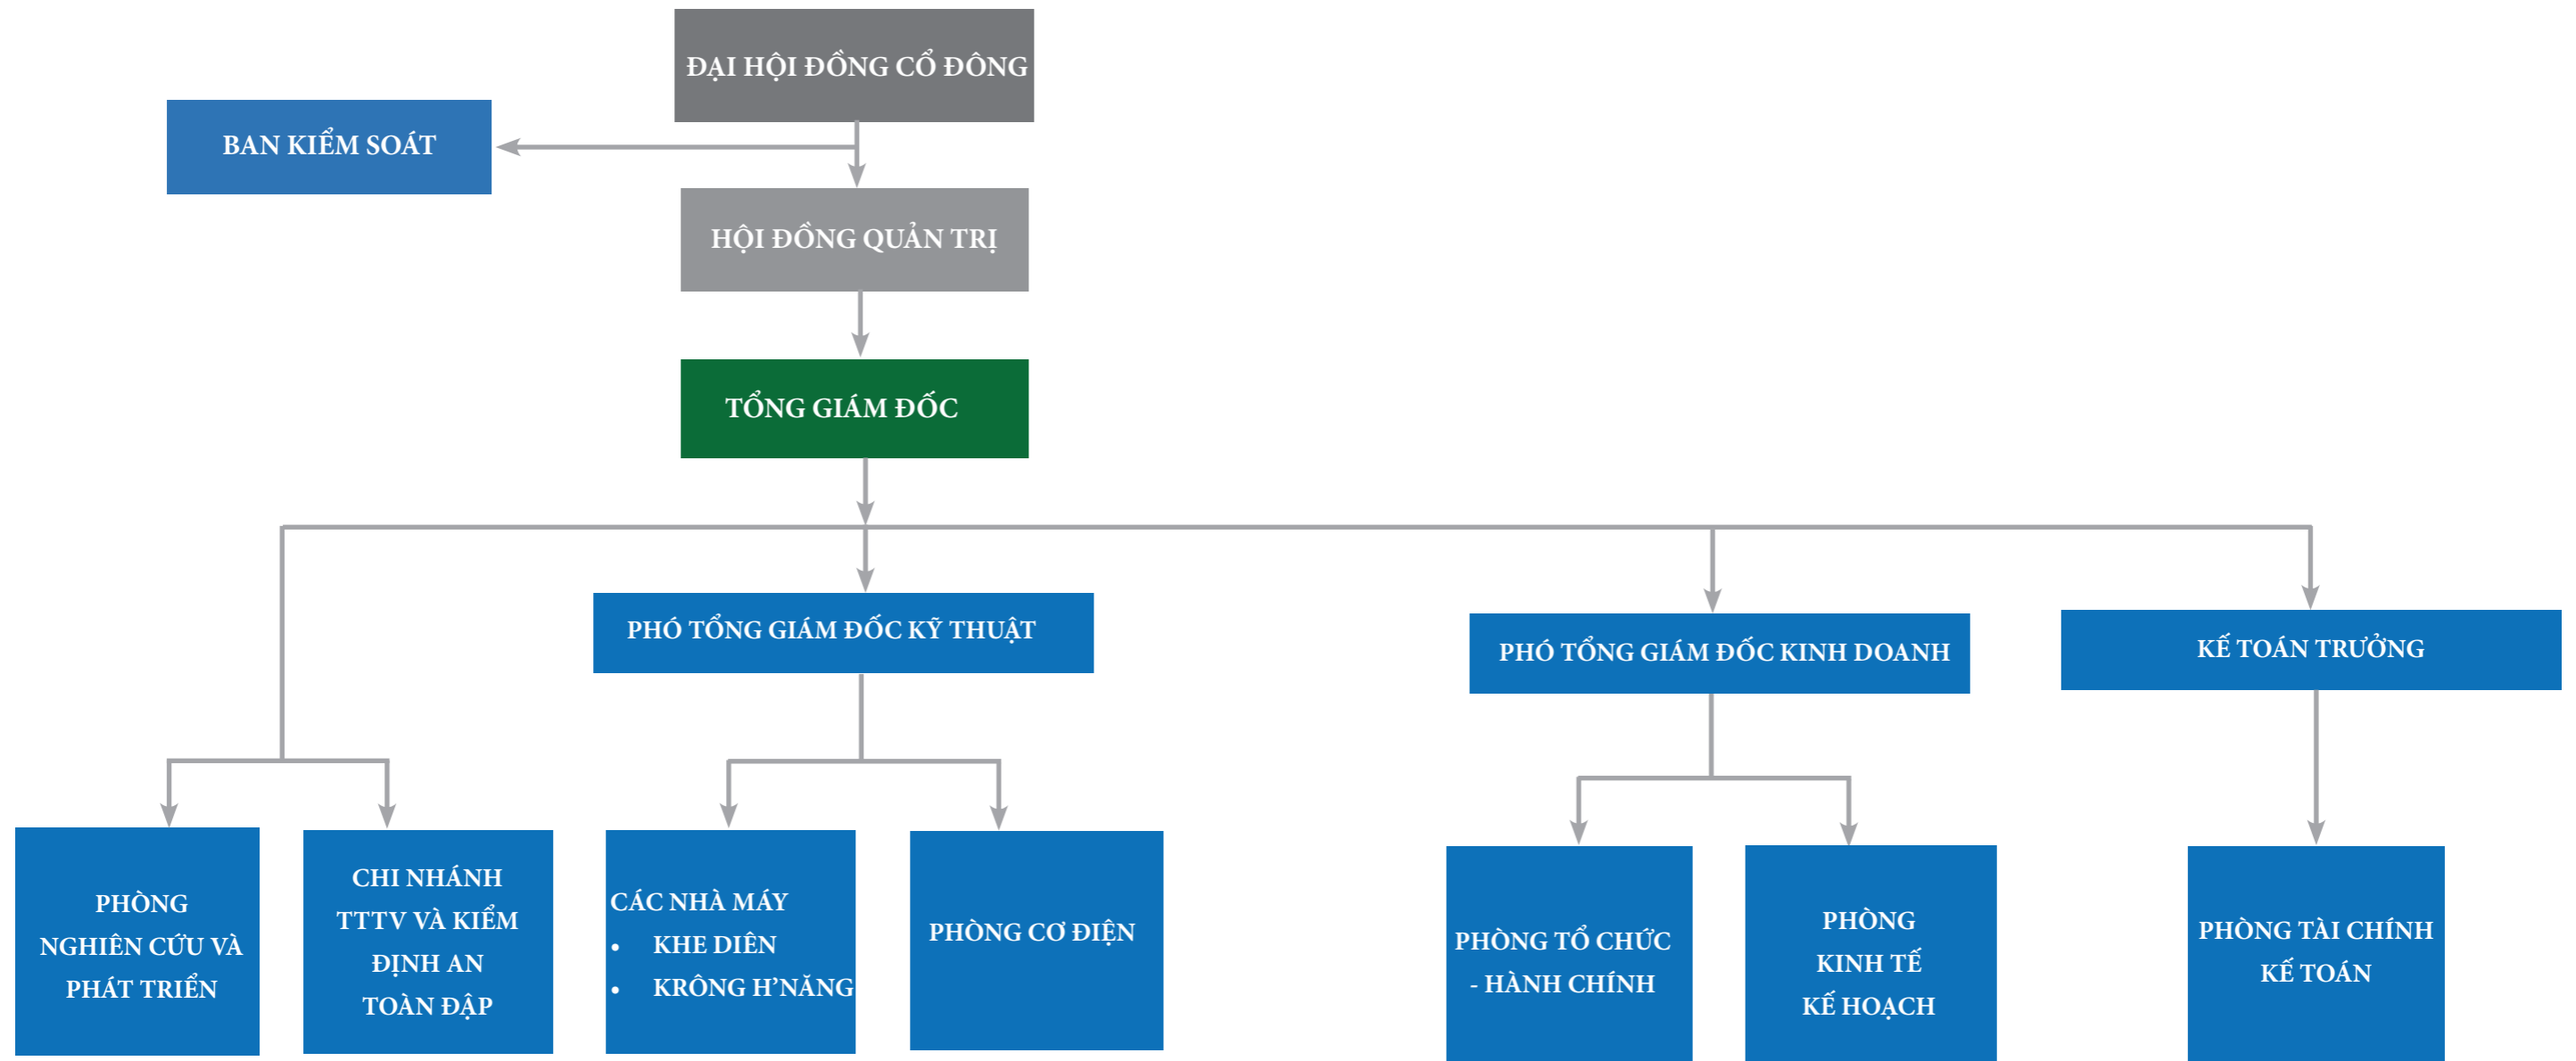 ĐẠI HỘI ĐỒNG CỔ ĐÔNG
BAN KIỂM SOÁT
HỘI ĐỒNG QUẢN TRỊ
TỔNG GIÁM ĐỐC
PHÓ TỔNG GIÁM ĐỐC KỸ THUẬT
PHÓ TỔNG GIÁM ĐỐC KINH DOANH
KẾ TOÁN TRƯỞNG
PHÒNG
NGHIÊN CỨU VÀ
PHÁT TRIỂN
CHI NHÁNH
TTTV VÀ KIỂM
ĐỊNH AN
TOÀN ĐẬP
CÁC NHÀ MÁY
• KHE DIÊN
• KRÔNG H’NĂNG
PHÒNG CƠ ĐIỆN
PHÒNG TỔ CHỨC
- HÀNH CHÍNH
PHÒNG
KINH TẾ
KẾ HOẠCH
PHÒNG TÀI CHÍNH
KẾ TOÁN